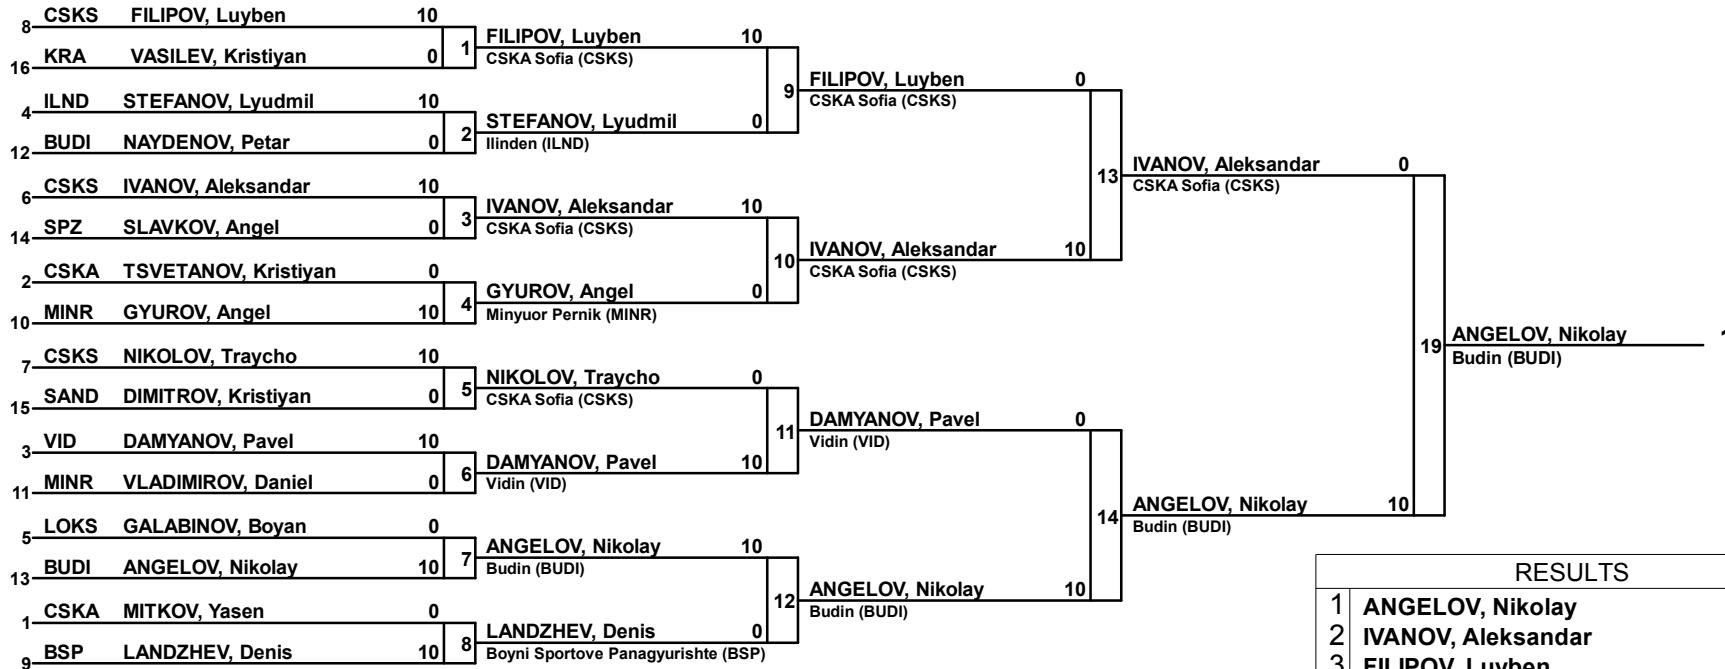 8 CSKS FILIPOV, Luyben 10
16 KRA VASILEV, Kristiyan 0
1
4 ILND STEFANOV, Lyudmil 10
12 BUDI NAYDENOV, Petar 0
2
6 CSKS IVANOV, Aleksandar 10
14 SPZ SLAVKOV, Angel 0
3
2 CSKA TSVETANOV, Kristiyan 0
10 MINR GYUROV, Angel 10
4
7 CSKS NIKOLOV, Traycho 10
15 SAND DIMITROV, Kristiyan 0
5
3 VID DAMYANOV, Pavel 10
11 MINR VLADIMIROV, Daniel 0
6
5 LOKS GALABINOV, Boyan 0
13 BUDI ANGELOV, Nikolay 10
7
1 CSKA MITKOV, Yasen 0
9 BSP LANDZHEV, Denis 10
8
FILIPOV, Luyben 10
CSKA Sofia (CSKS)
9
STEFANOV, Lyudmil 0
Ilinden (ILND)
IVANOV, Aleksandar 10
CSKA Sofia (CSKS)
10
GYUROV, Angel 0
Minyuor Pernik (MINR)
NIKOLOV, Traycho 0
CSKA Sofia (CSKS)
11
DAMYANOV, Pavel 10
Vidin (VID)
ANGELOV, Nikolay 10
Budin (BUDI)
12
LANDZHEV, Denis 0
Boyni Sportove Panagyurishte (BSP)
FILIPOV, Luyben 0
CSKA Sofia (CSKS)
13
IVANOV, Aleksandar 10
CSKA Sofia (CSKS)
DAMYANOV, Pavel 0
Vidin (VID)
14
ANGELOV, Nikolay 10
Budin (BUDI)
IVANOV, Aleksandar 0
CSKA Sofia (CSKS)
19
ANGELOV, Nikolay 10
Budin (BUDI)
ANGELOV, Nikolay
Budin (BUDI)
RESULTS
1 ANGELOV, Nikolay
2 IVANOV, Aleksandar
3 FILIPOV, Luyben